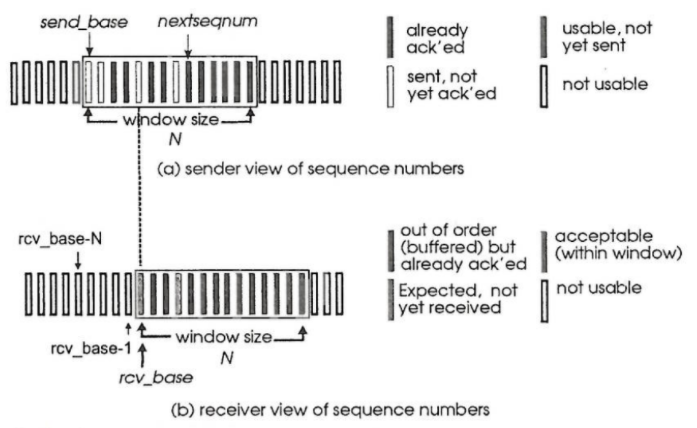 send_base nextseqnum
already
ack'ed
usable, not
yet sent
sent, not
yet ack'ed
not usable
window size
N
(a) sender view of sequence numbers
rcv_base-N
out of order
(buffered) but
already ack'ed
acceptable
(within window)
Expected, not
yet received
not usable
window size
N
rcv_base-1
rcv_base
(b) receiver view of sequence numbers